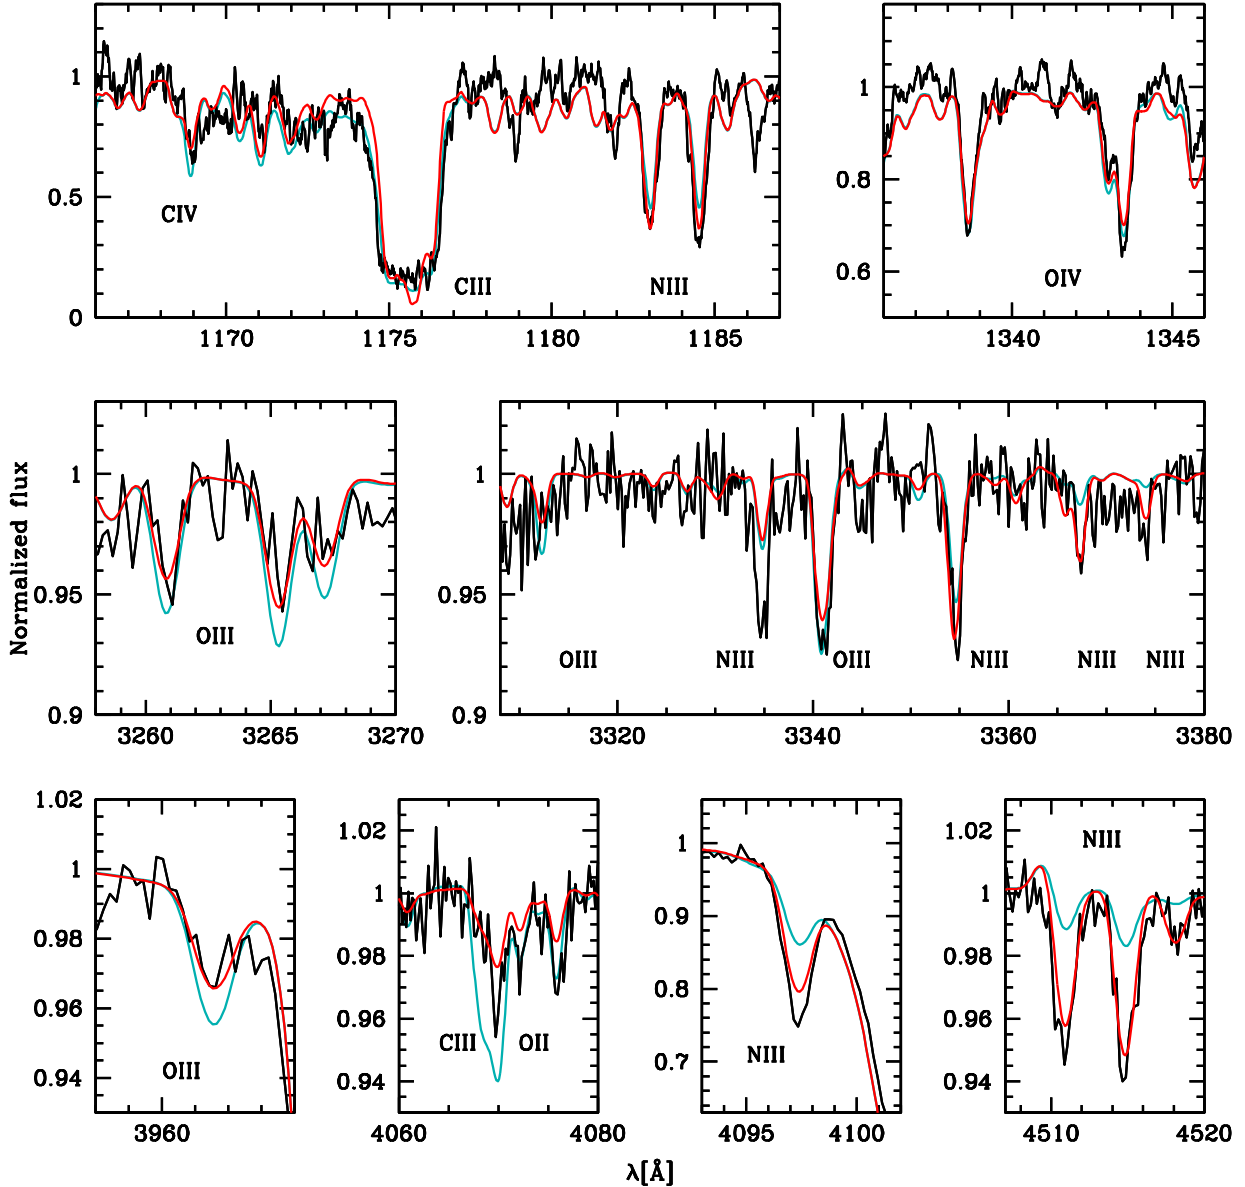 1
0.5
0
CIV
CIII
NIII
1170
1175
1180
1185
1
0.8
0.6
OIV
1340
1345
Normalized flux
1
0.95
0.9
OIII
3260
3265
3270
1
0.95
0.9
OIII
NIII
OIII
NIII
NIII
NIII
3320
3340
3360
3380
1.02
1
0.98
0.96
0.94
OIII
3960
1.02
1
0.98
0.96
0.94
CIII
OII
4060
4080
1
0.9
0.8
0.7
NIII
4095
4100
1.02
1
0.98
0.96
0.94
NIII
4510
4520
λ[Å]